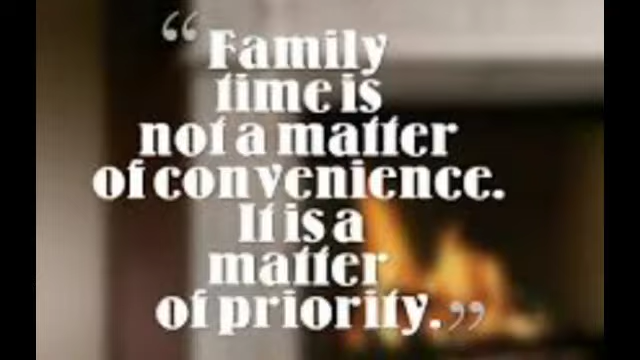 “Family
time is
not a matter
of convenience.
It is a
matter
of priority.”